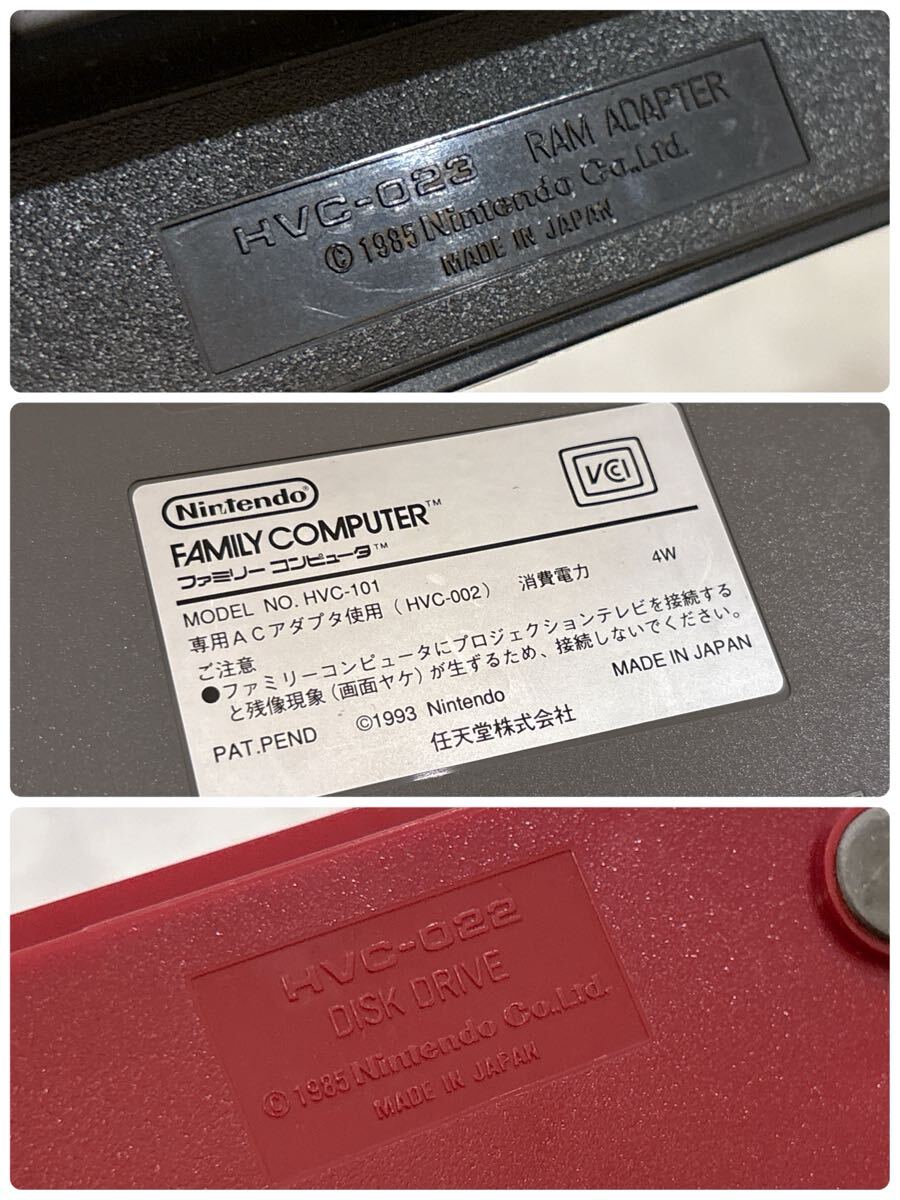 HVC-023 RAM ADAPTER
© 1985 Nintendo Co.,Ltd.
MADE IN JAPAN
Nintendo®
VCI
FAMILY COMPUTER™
ファミリー コンピュータ™
MODEL NO. HVC-101
専用ACアダプタ使用 (HVC-002) 消費電力 4W
ご注意
●ファミリーコンピュータにプロジェクションテレビを接続する
と残像現象(画面ヤケ)が生ずるため、接続しないでください。
PAT.PEND ©1993 Nintendo MADE IN JAPAN
任天堂株式会社
HVC-022
DISK DRIVE
© 1985 Nintendo Co.,Ltd.
MADE IN JAPAN